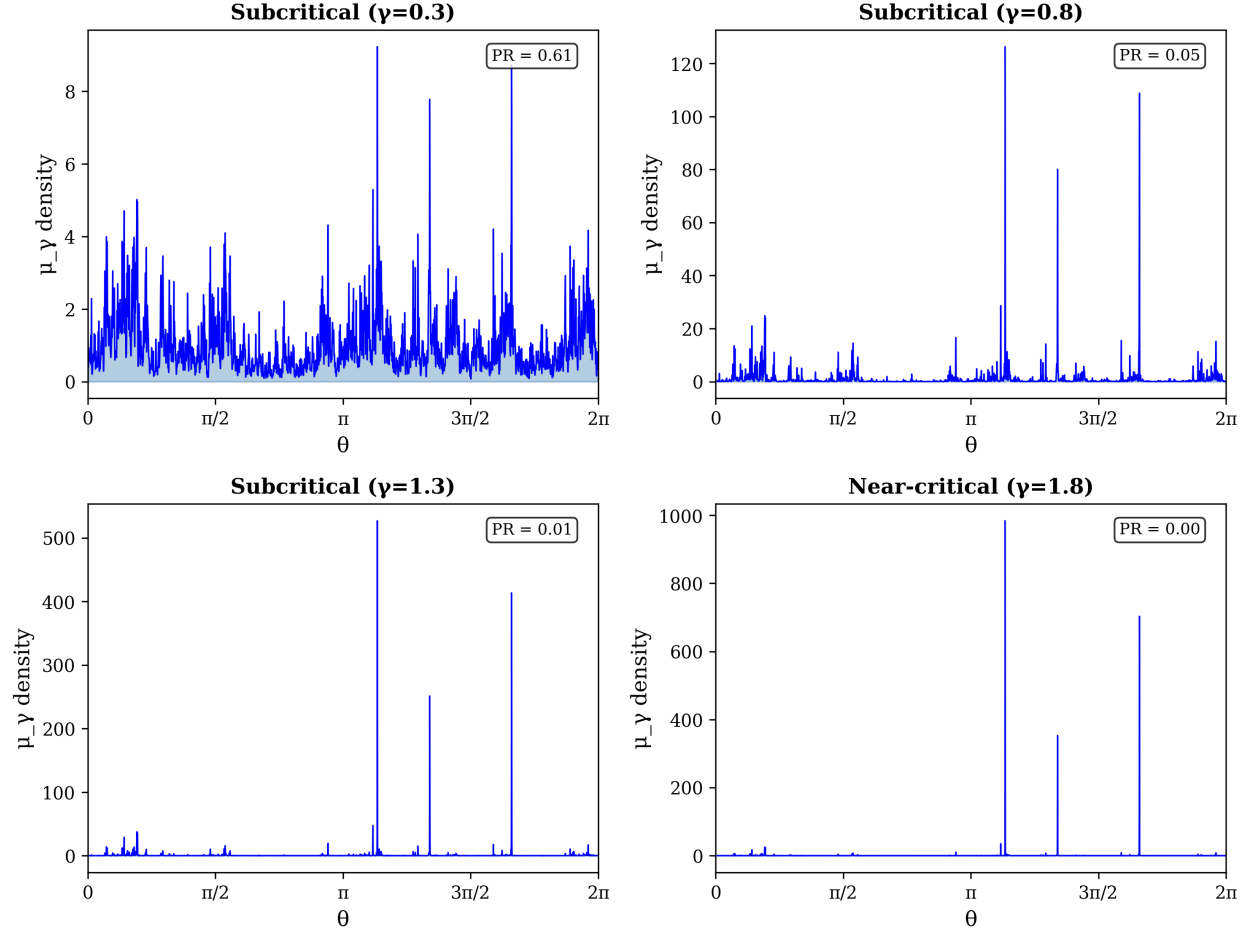 Subcritical (γ=0.3)
PR = 0.61
μ_γ density
8
6
4
2
0
0 π/2 π 3π/2 2π
θ
Subcritical (γ=0.8)
PR = 0.05
μ_γ density
120
100
80
60
40
20
0
0 π/2 π 3π/2 2π
θ
Subcritical (γ=1.3)
PR = 0.01
μ_γ density
500
400
300
200
100
0
0 π/2 π 3π/2 2π
θ
Near-critical (γ=1.8)
PR = 0.00
μ_γ density
1000
800
600
400
200
0
0 π/2 π 3π/2 2π
θ